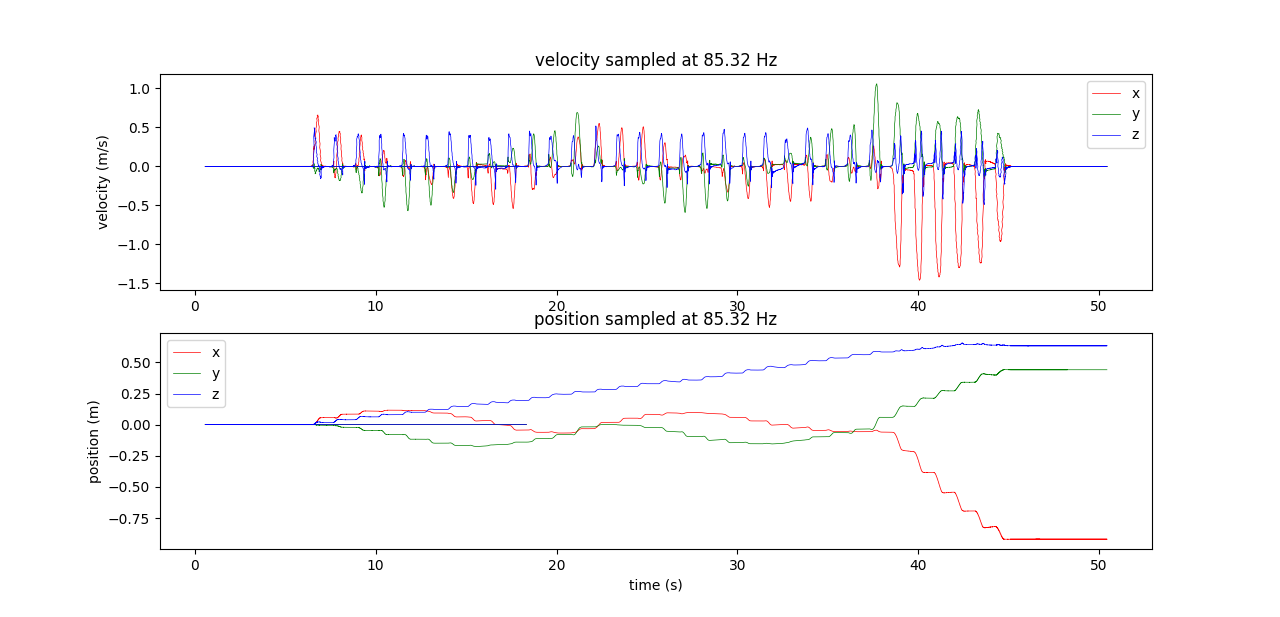 velocity sampled at 85.32 Hz
1.0
0.5
0.0
−0.5
−1.0
−1.5
velocity (m/s)
x
y
z
0 10 20 30 40 50
position sampled at 85.32 Hz
0.50
0.25
0.00
−0.25
−0.50
−0.75
position (m)
x
y
z
0 10 20 30 40 50
time (s)